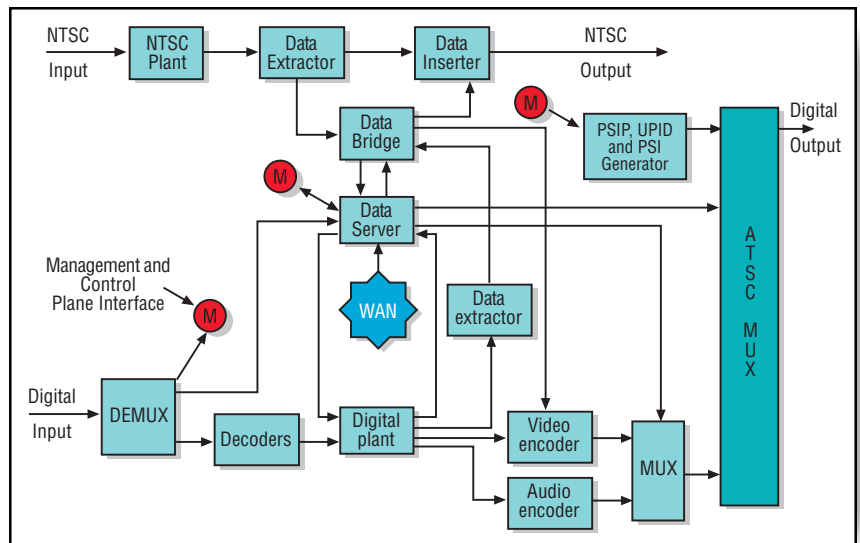 NTSC
Input
NTSC
Plant
Data
Extractor
Data
Inserter
NTSC
Output
M
PSIP, UPID
and PSI
Generator
Digital
Output
Data
Bridge
M
Data
Server
A
T
S
C
M
U
X
Management and
Control
Plane Interface
M
WAN
Data
extractor
Digital
Input
DEMUX
Decoders
Digital
plant
Video
encoder
MUX
Audio
encoder